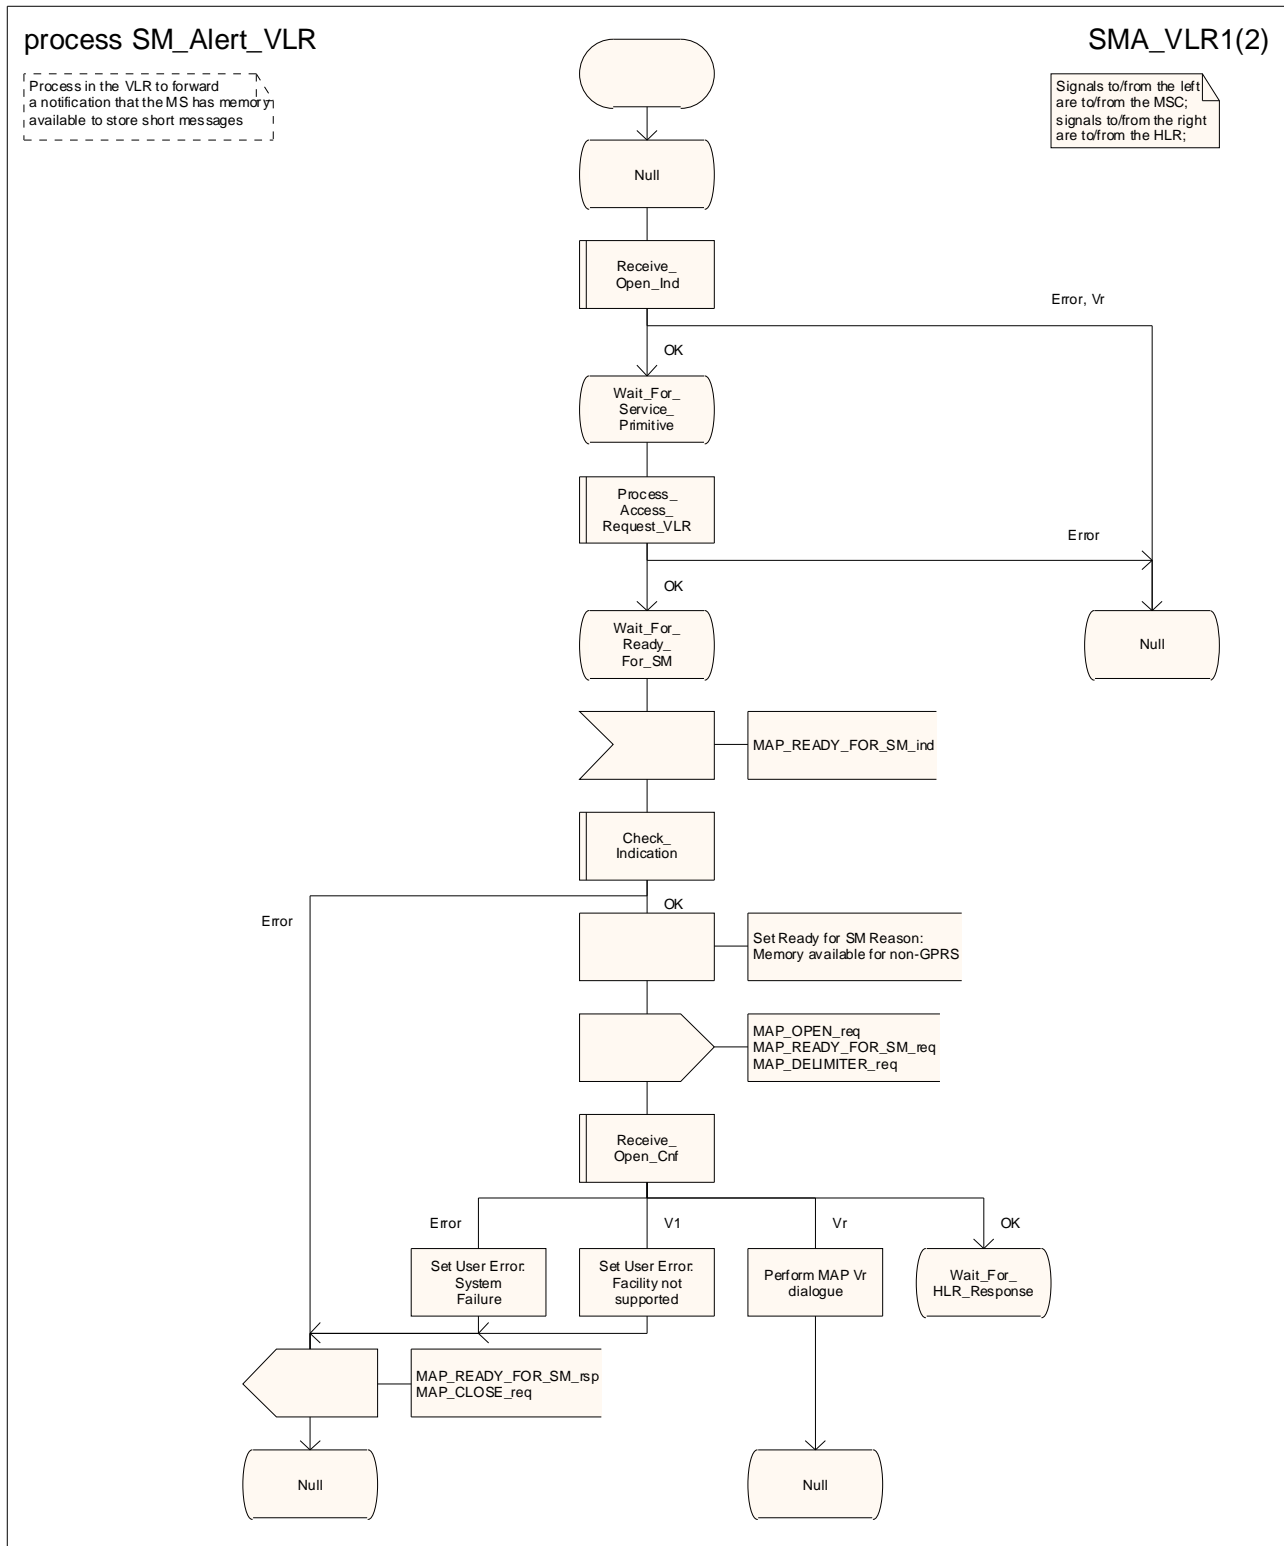 process SM_Alert_VLR
SMA_VLR1(2)
Process in the VLR to forward
a notification that the MS has memory
available to store short messages
Signals to/from the left
are to/from the MSC;
signals to/from the right
are to/from the HLR;
Null
Receive_
Open_Ind
Error, Vr
OK
Wait_For_
Service_
Primitive
Process_
Access_
Request_VLR
Error
OK
Wait_For_
Ready_
For_SM
Null
MAP_READY_FOR_SM_ind
Check_
Indication
Error
OK
Set Ready for SM Reason:
Memory available for non-GPRS
MAP_OPEN_req
MAP_READY_FOR_SM_req
MAP_DELIMITER_req
Receive_
Open_Cnf
Error
V1
Vr
OK
Set User Error:
System
Failure
Set User Error:
Facility not
supported
Perform MAP Vr
dialogue
Wait_For_
HLR_Response
MAP_READY_FOR_SM_rsp
MAP_CLOSE_req
Null
Null